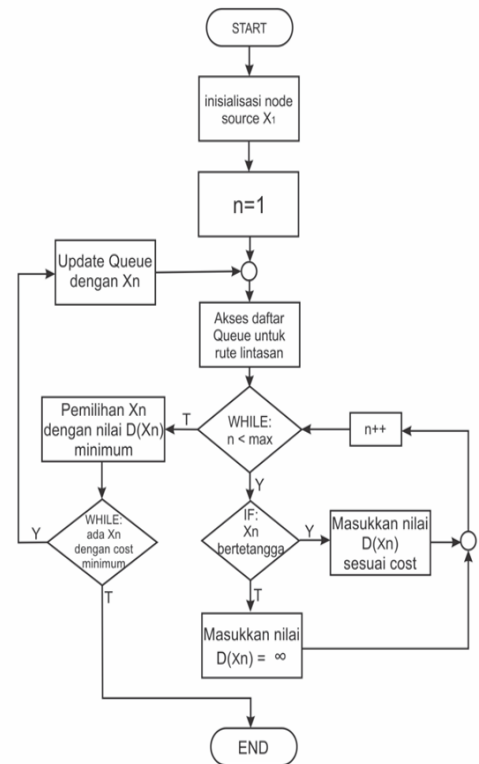 START
inisialisasi node
source X1
n=1
Update Queue
dengan Xn
Akses daftar
Queue untuk
rute lintasan
Pemilihan Xn
dengan nilai D(Xn)
minimum
T
WHILE:
n < max
n++
Y
WHILE:
ada Xn
dengan cost
minimum
Y
T
IF:
Xn
bertetangga
Y
T
Masukkan nilai
D(Xn)
sesuai cost
Masukkan nilai
D(Xn) = ∞
END